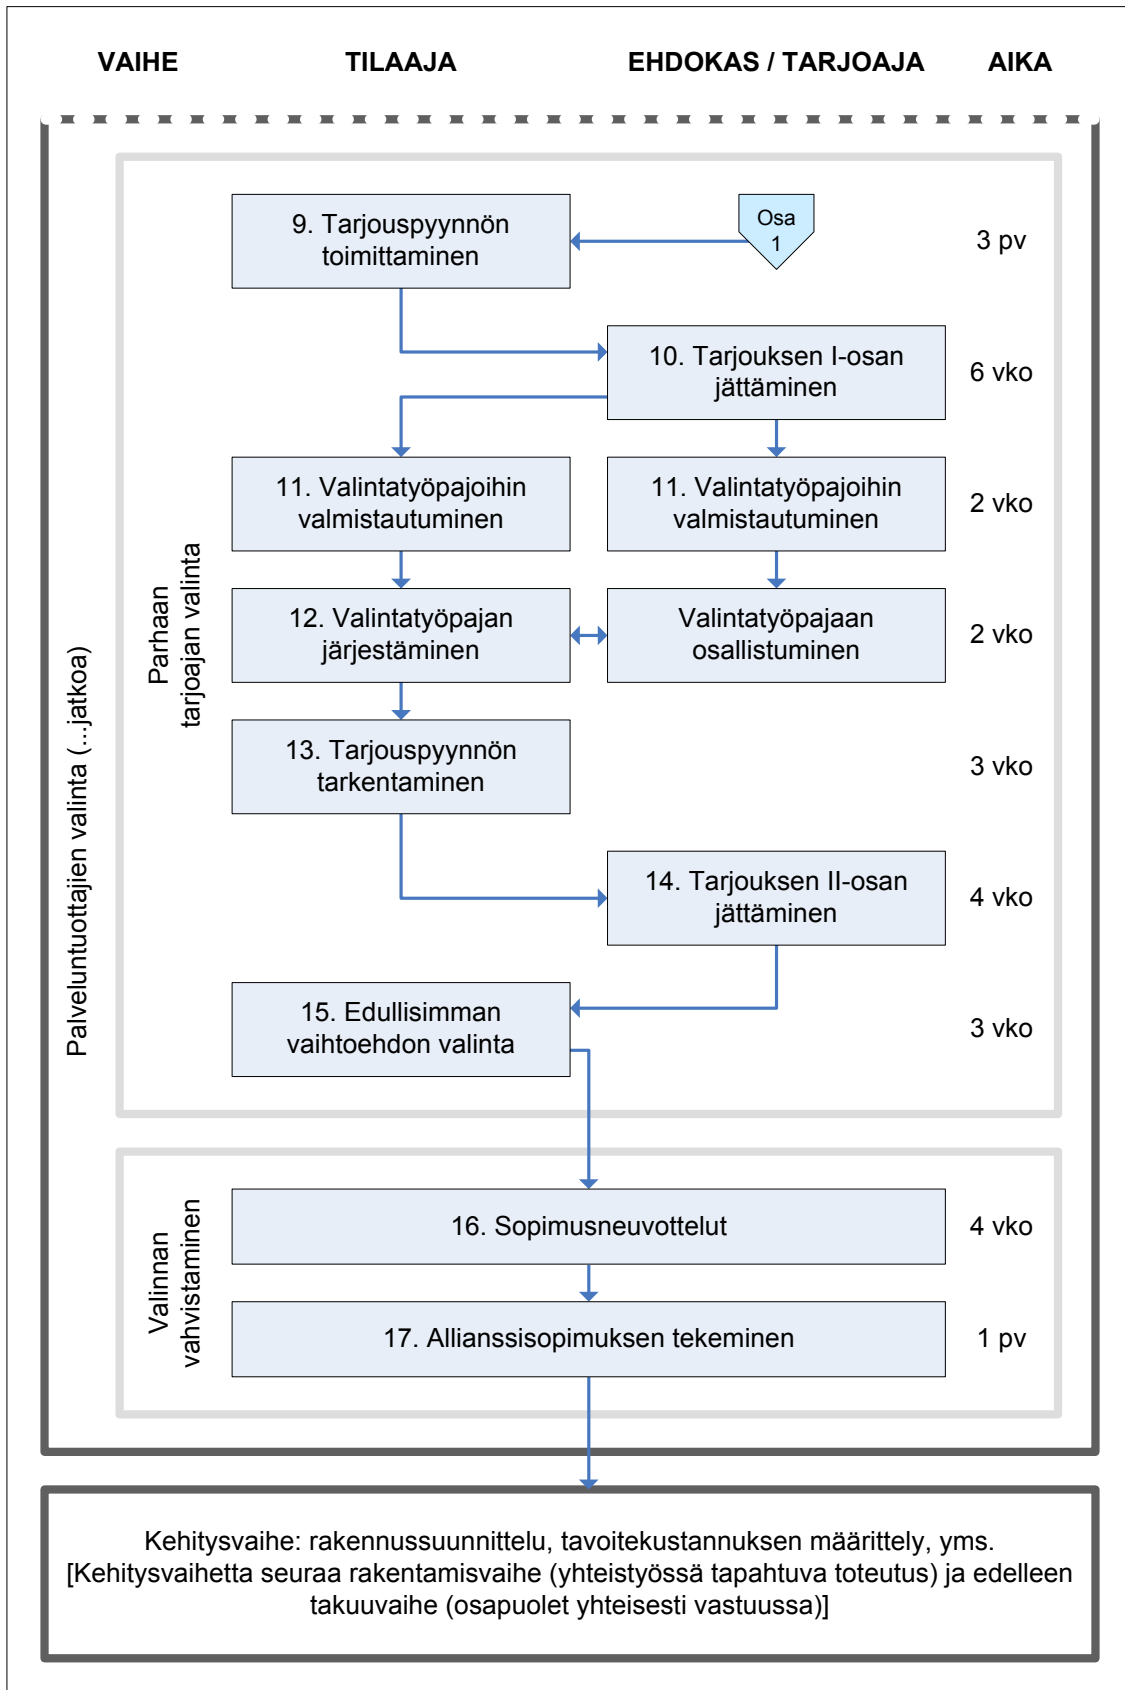 VAIHE TILAAJA EHDOKAS / TARJOAJA AIKA
Palveluntuottajien valinta (...jatkoa)
Parhaan
tarjoajan valinta
9. Tarjouspyynnön
toimittaminen
Osa
1
3 pv
10. Tarjouksen I-osan
jättäminen
6 vko
11. Valintatyöpajoihin
valmistautuminen
11. Valintatyöpajoihin
valmistautuminen
2 vko
12. Valintatyöpajan
järjestäminen
Valintatyöpajaan
osallistuminen
2 vko
13. Tarjouspyynnön
tarkentaminen
3 vko
14. Tarjouksen II-osan
jättäminen
4 vko
15. Edullisimman
vaihtoehdon valinta
3 vko
Valinnan
vahvistaminen
16. Sopimusneuvottelut
4 vko
17. Allianssisopimuksen tekeminen
1 pv
Kehitysvaihe: rakennussuunnittelu, tavoitekustannuksen määrittely, yms.
[Kehitysvaihetta seuraa rakentamisvaihe (yhteistyössä tapahtuva toteutus) ja edelleen
takuuvaihe (osapuolet yhteisesti vastuussa)]